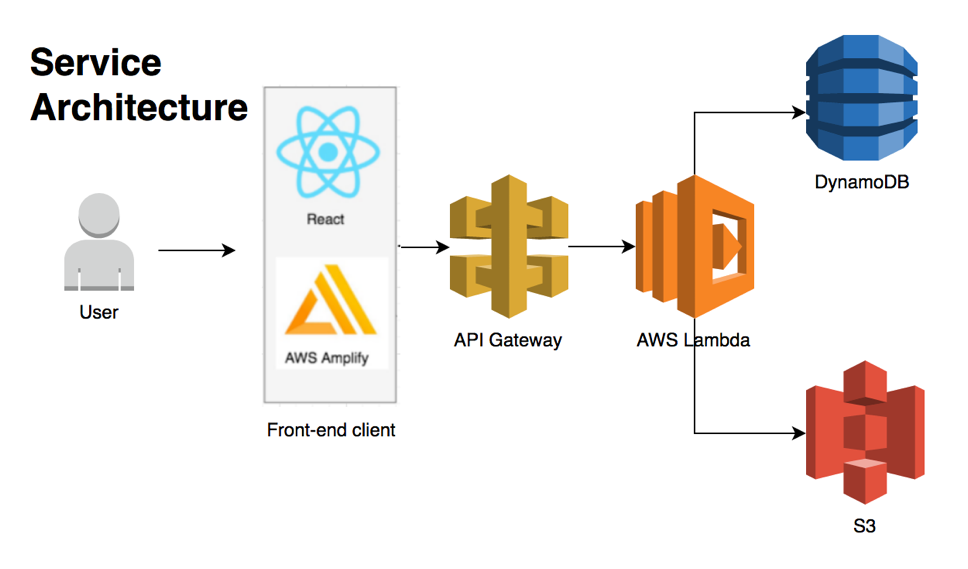 Service
Architecture
User
React
AWS Amplify
Front-end client
API Gateway
AWS Lambda
DynamoDB
S3